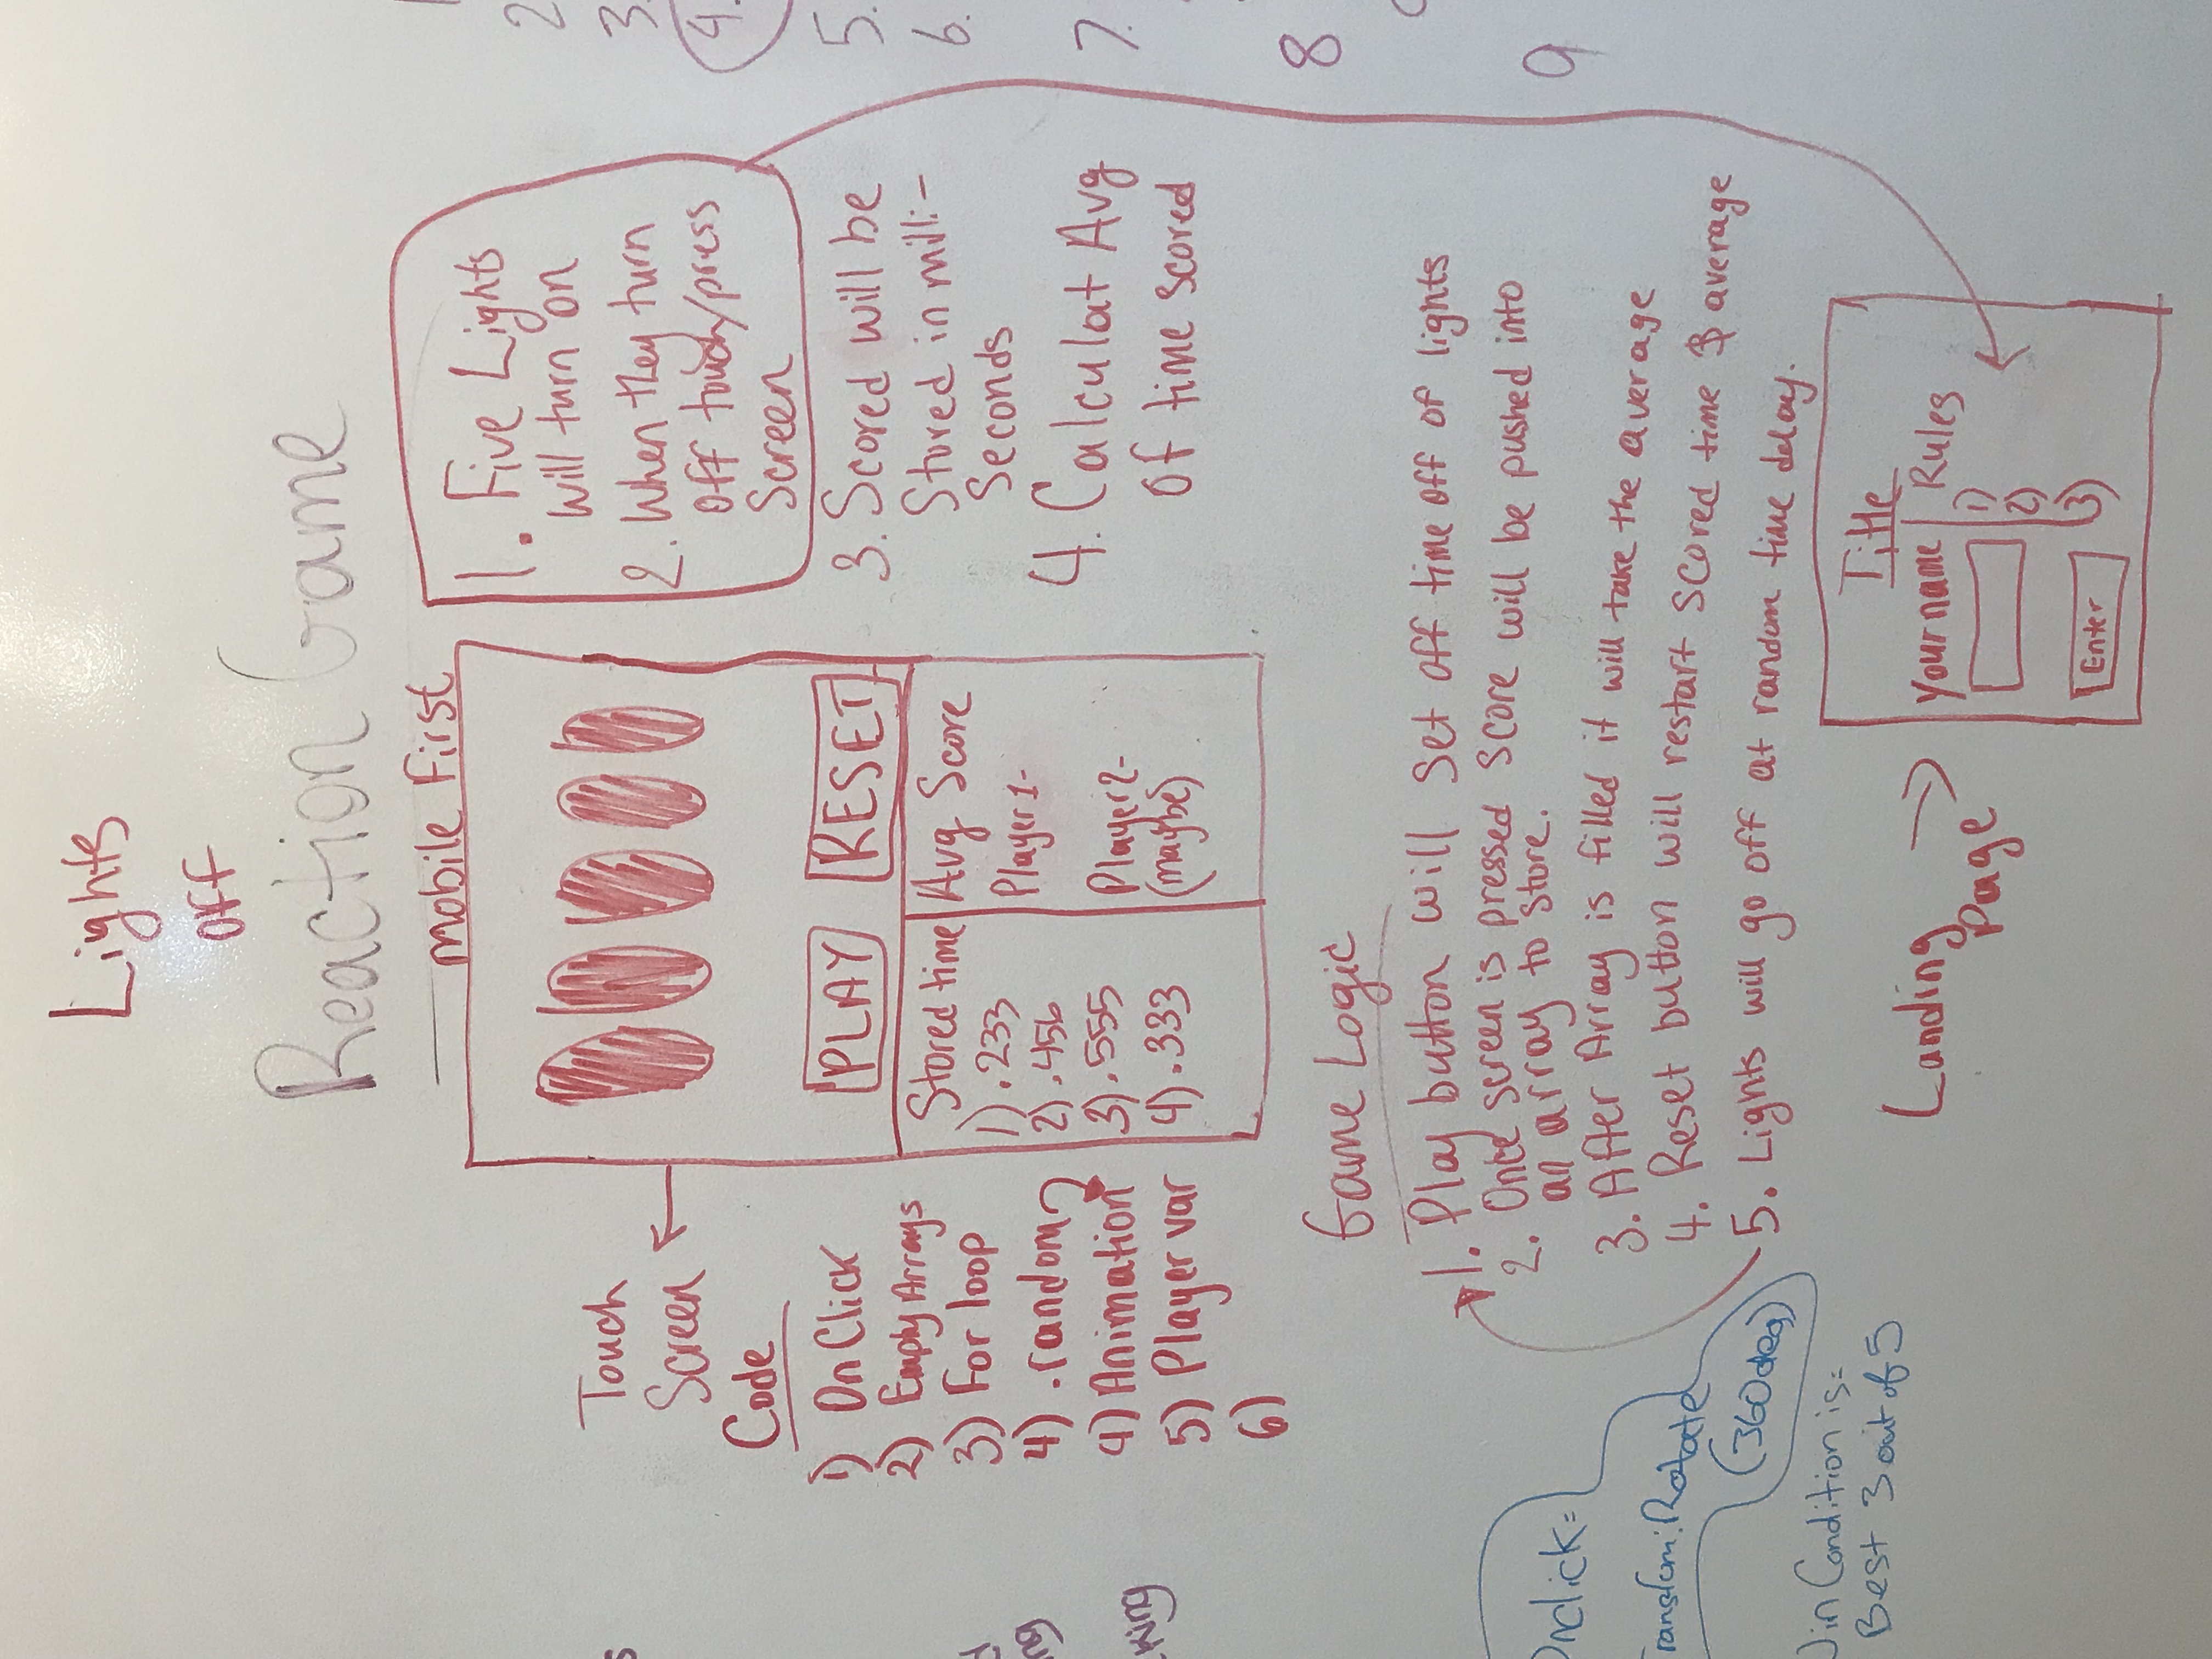 Lights
off
Reaction Game
mobile First
Touch
Screen
Code
1) OnClick
2) Empty Arrays
3) For loop
4) .random
4) Animation
5) Player var
6)
PLAY
RESET
Stored time
1) .233
2) .456
3) .555
4) .333
Avg Score
Player 1-
Player 2-
(maybe)
1. Five Lights
will turn on
2. When they turn
off touch/press
Screen
3. Scored will be
Stored in milli-
Seconds
4. Calculat Avg
Of time scored
Game Logic
1. Play button will set off time off of lights
2. Once screen is pressed score will be pushed into
an array to store.
3. After Array is filled it will take the average
4. Reset button will restart scored time $ average
5. Lights will go off at random time delay.
Landing
Page
Title
Your name
Enter
Rules
1)
2)
3)
Onclick=
Transform: Rotate
(360deg)
Condition is=
Best 3 out of 5
2
3.
4.
5.
6.
7.
8
9